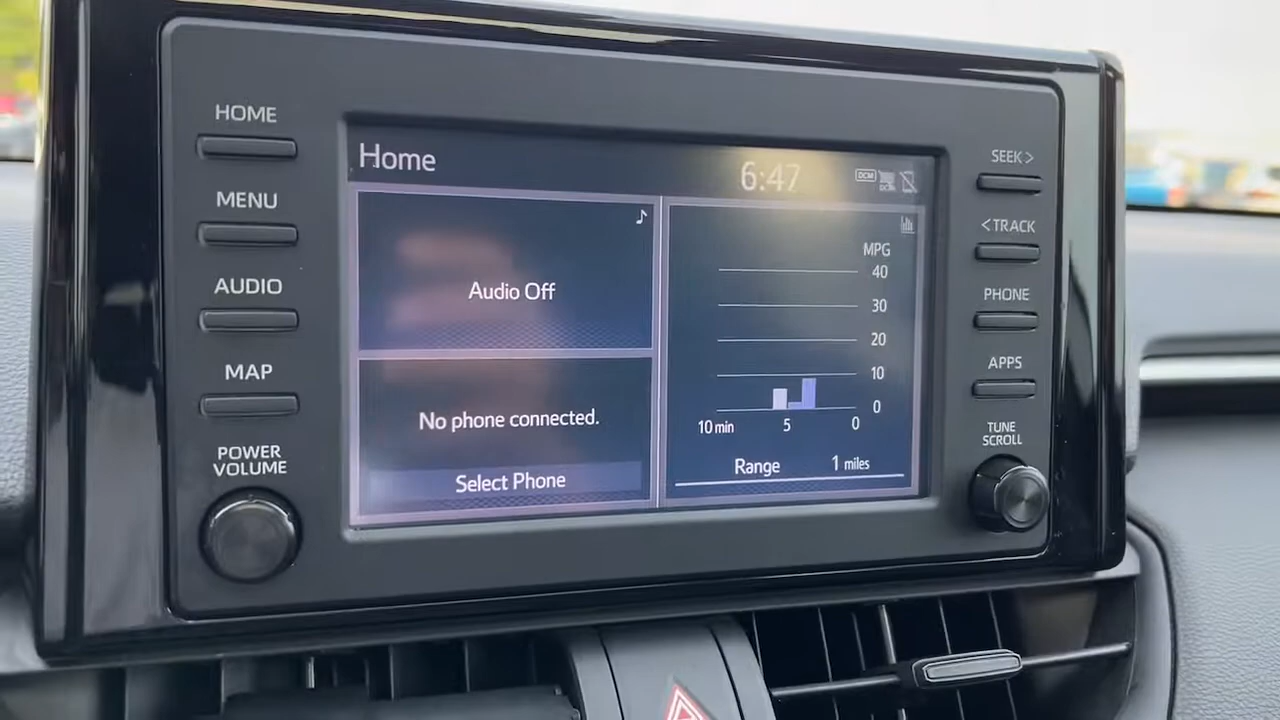 HOME
MENU
AUDIO
MAP
POWER
VOLUME
Home
6:47
DCM
Audio Off
No phone connected.
Select Phone
MPG
40
30
20
10
0
10 min 5 0
Range 1 miles
SEEK >
< TRACK
PHONE
APPS
TUNE
SCROLL